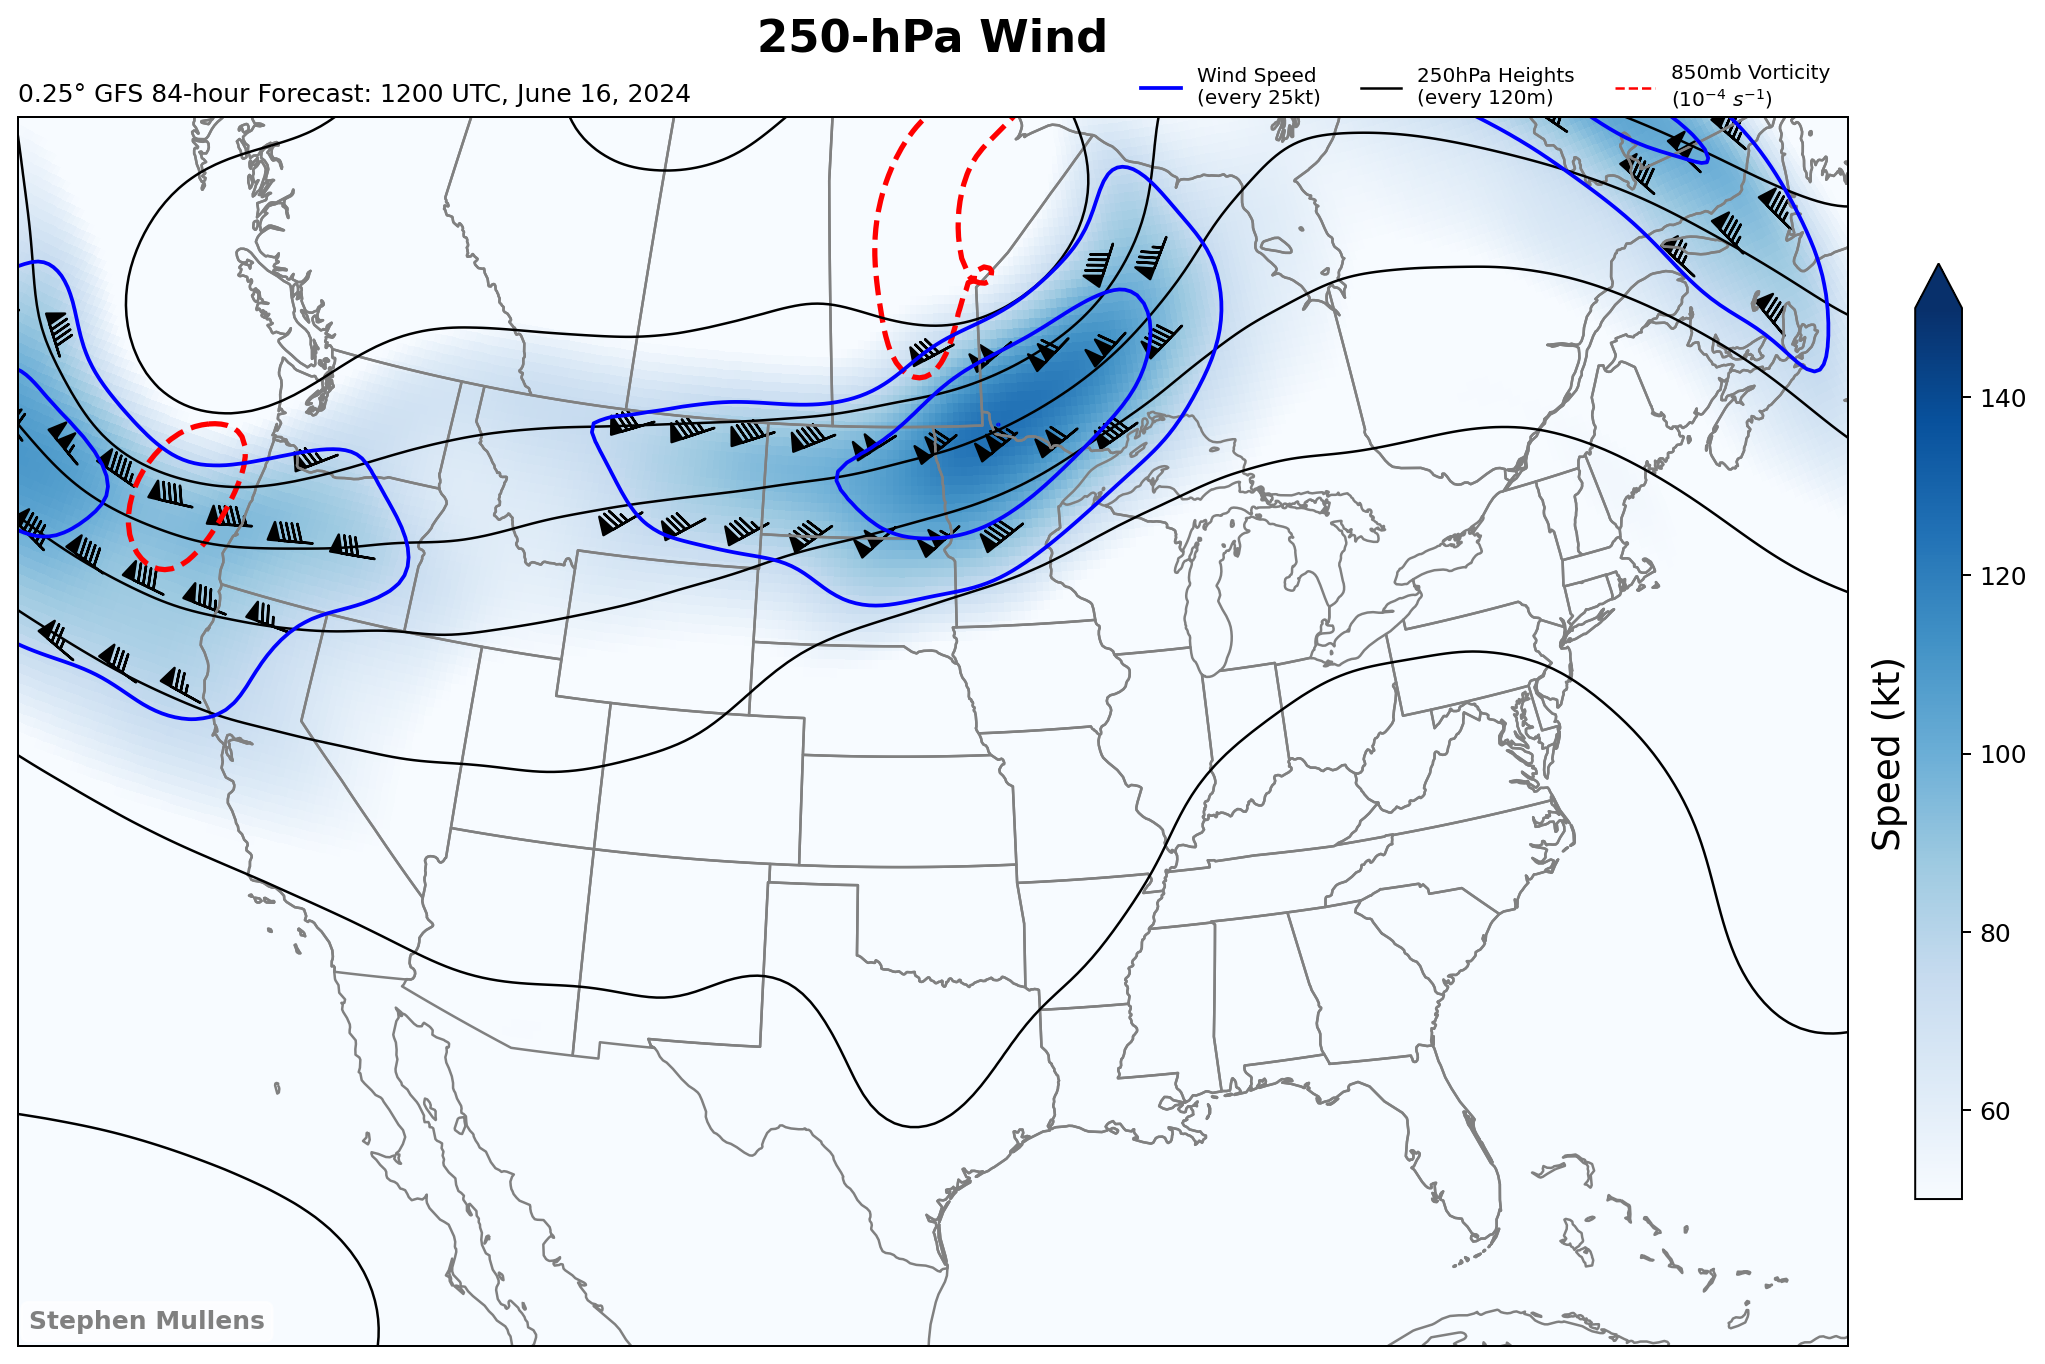 250-hPa Wind
0.25° GFS 84-hour Forecast: 1200 UTC, June 16, 2024
Wind Speed
(every 25kt)
250hPa Heights
(every 120m)
850mb Vorticity
(10⁻⁴ s⁻¹)
140
120
100
80
60
Speed (kt)
Stephen Mullens